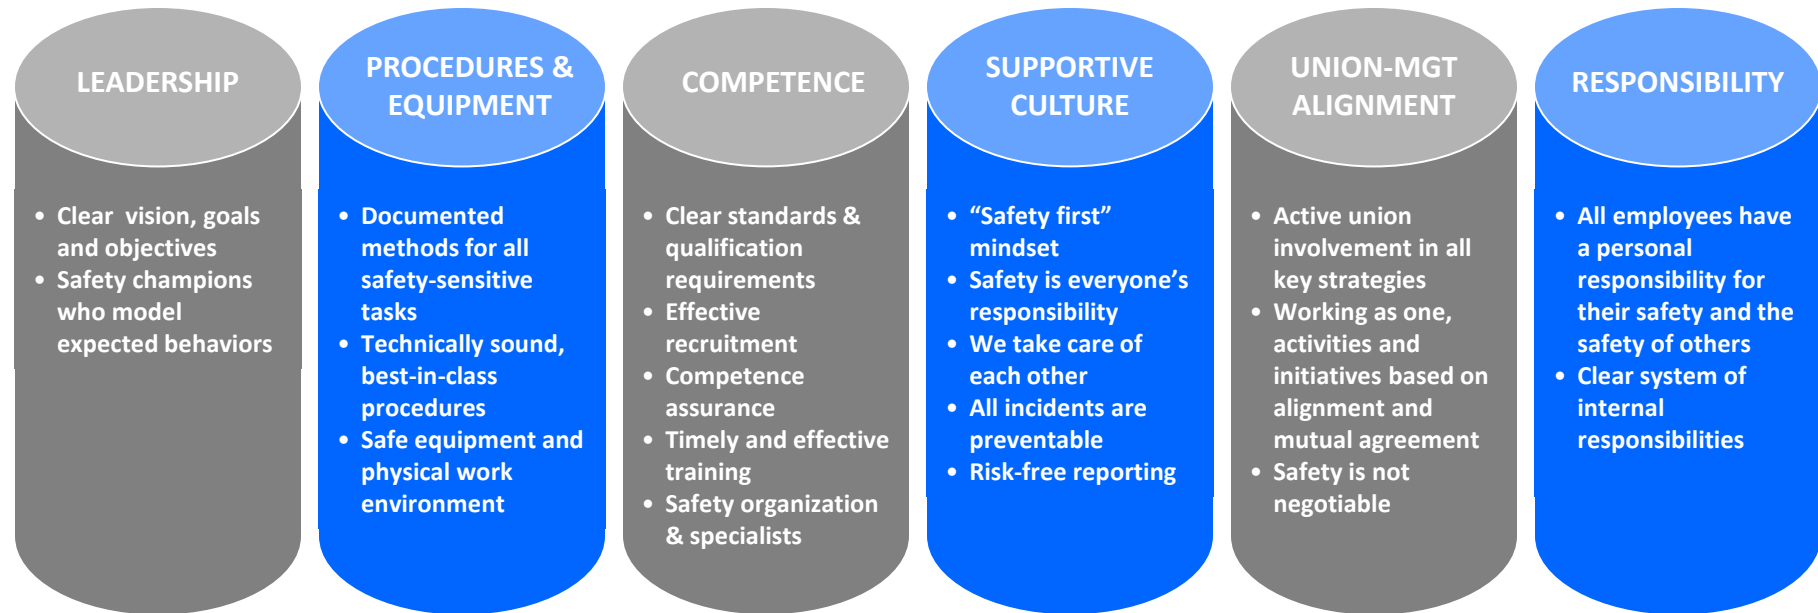 LEADERSHIP
• Clear vision, goals
and objectives
• Safety champions
who model
expected behaviors
PROCEDURES &
EQUIPMENT
• Documented
methods for all
safety-sensitive
tasks
• Technically sound,
best-in-class
procedures
• Safe equipment and
physical work
environment
COMPETENCE
• Clear standards &
qualification
requirements
• Effective
recruitment
• Competence
assurance
• Timely and effective
training
• Safety organization
& specialists
SUPPORTIVE
CULTURE
• “Safety first”
mindset
• Safety is everyone’s
responsibility
• We take care of
each other
• All incidents are
preventable
• Risk-free reporting
UNION-MGT
ALIGNMENT
• Active union
involvement in all
key strategies
• Working as one,
activities and
initiatives based on
alignment and
mutual agreement
• Safety is not
negotiable
RESPONSIBILITY
• All employees have
a personal
responsibility for
their safety and the
safety of others
• Clear system of
internal
responsibilities